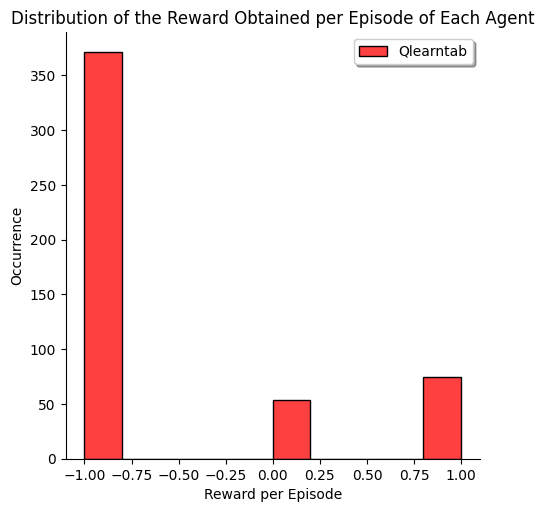 Distribution of the Reward Obtained per Episode of Each Agent
Qlearntab
Occurrence
350
300
250
200
150
100
50
0
−1.00 −0.75 −0.50 −0.25 0.00 0.25 0.50 0.75 1.00
Reward per Episode